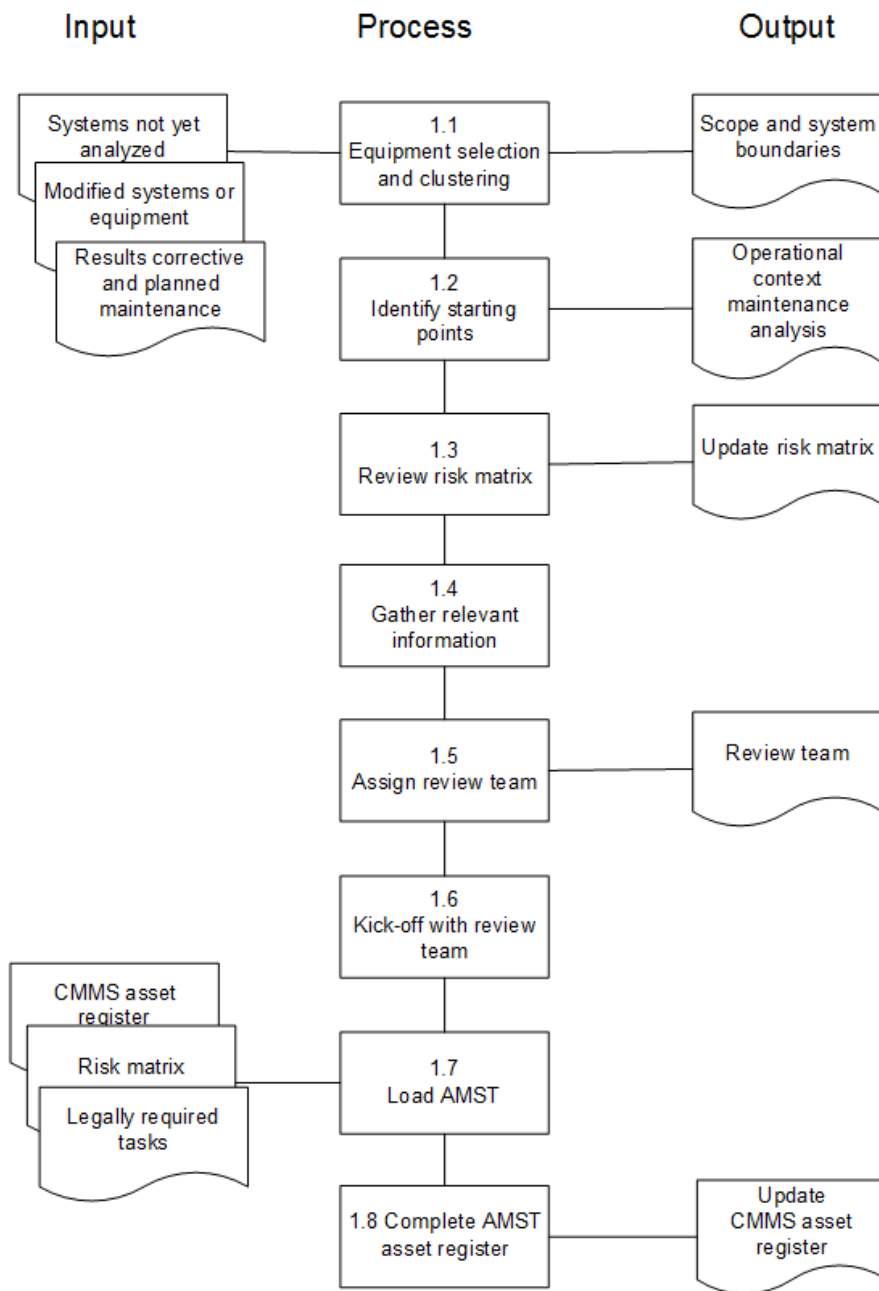 Input
Process
Output
Systems not yet
analyzed
Modified systems or
equipment
Results corrective
and planned
maintenance
1.1
Equipment selection
and clustering
Scope and system
boundaries
1.2
Identify starting
points
Operational
context
maintenance
analysis
1.3
Review risk matrix
Update risk matrix
1.4
Gather relevant
information
1.5
Assign review team
Review team
1.6
Kick-off with review
team
CMMS asset
register
Risk matrix
Legally required
tasks
1.7
Load AMST
1.8 Complete AMST
asset register
Update
CMMS asset
register